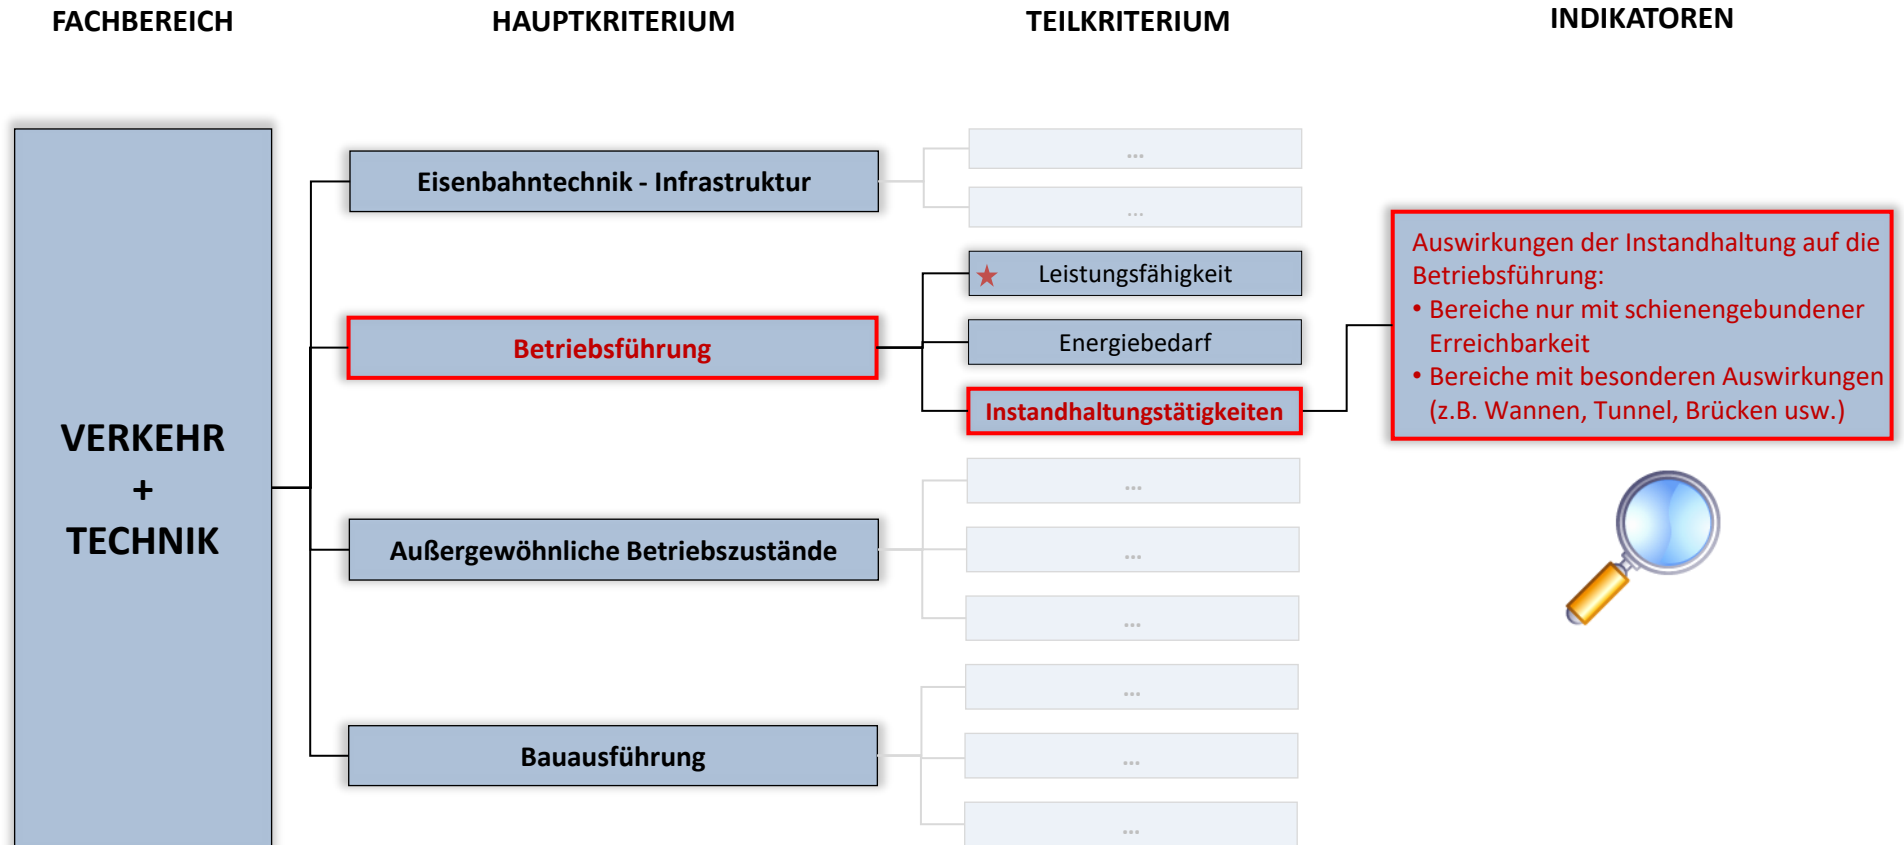 FACHBEREICH
HAUPTKRITERIUM
TEILKRITERIUM
INDIKATOREN
VERKEHR
+
TECHNIK
Eisenbahntechnik - Infrastruktur
...
...
Betriebsführung
Leistungsfähigkeit
Energiebedarf
Instandhaltungstätigkeiten
Auswirkungen der Instandhaltung auf die
Betriebsführung:
• Bereiche nur mit schienengebundener
Erreichbarkeit
• Bereiche mit besonderen Auswirkungen
(z.B. Wannen, Tunnel, Brücken usw.)
Außergewöhnliche Betriebszustände
...
...
...
Bauausführung
...
...
...